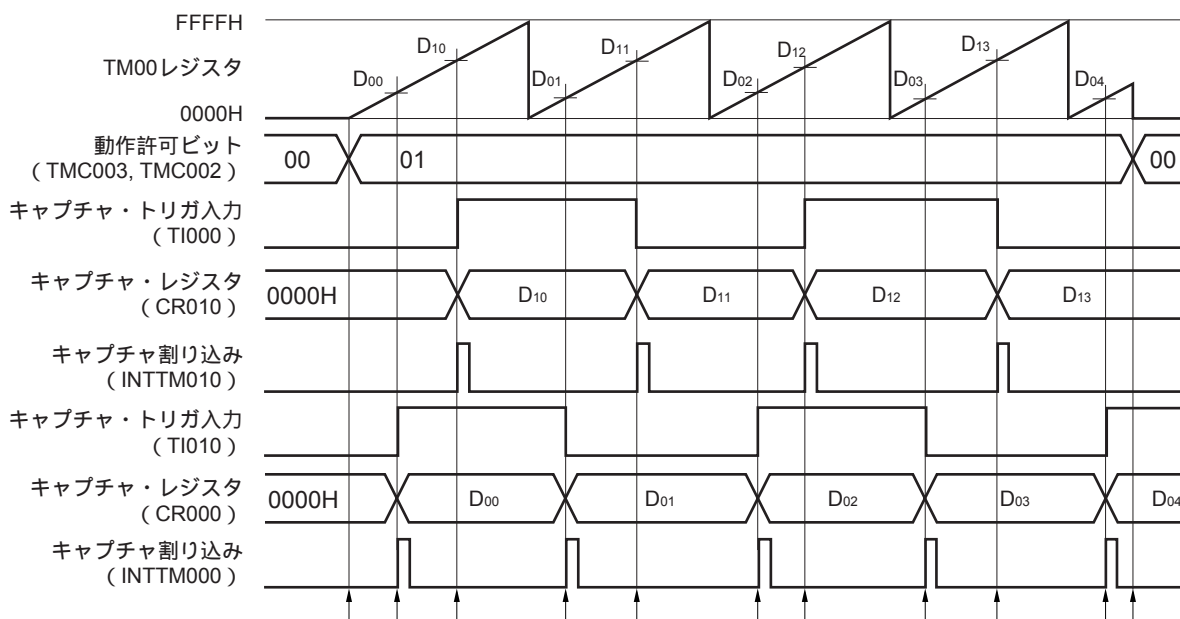 FFFFH
TM00レジスタ
0000H
D10
D00
D11
D01
D12
D02
D13
D03
D04
動作許可ビット
（TMC003, TMC002）
00
01
00
キャプチャ・トリガ入力
（TI000）
キャプチャ・レジスタ
（CR010）
0000H
D10
D11
D12
D13
キャプチャ割り込み
（INTTM010）
キャプチャ・トリガ入力
（TI010）
キャプチャ・レジスタ
（CR000）
0000H
D00
D01
D02
D03
D04
キャプチャ割り込み
（INTTM000）